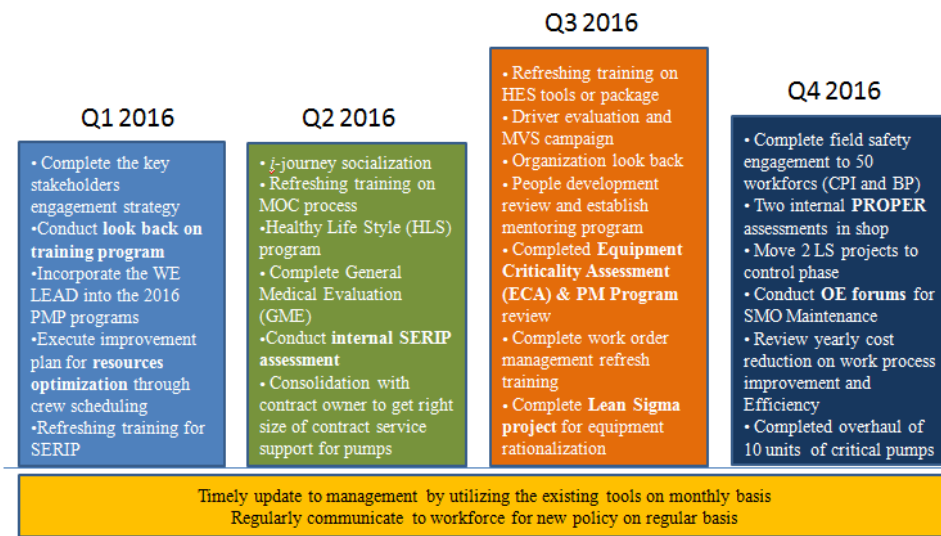 Q1 2016
• Complete the key
stakeholders
engagement strategy
•Conduct look back on
training program
•Incorporate the WE
LEAD into the 2016
PMP programs
•Execute improvement
plan for resources
optimization through
crew scheduling
•Refreshing training for
SERIP
Q2 2016
• i-journey socialization
•Refreshing training on
MOC process
•Healthy Life Style (HLS)
program
• Complete General
Medical Evaluation
(GME)
•Conduct internal SERIP
assessment
• Consolidation with
contract owner to get right
size of contract service
support for pumps
Q3 2016
• Refreshing training on
HES tools or package
• Driver evaluation and
MVS campaign
• Organization look back
• People development
review and establish
mentoring program
• Completed Equipment
Criticality Assessment
(ECA) & PM Program
review
• Complete work order
management refresh
training
• Complete Lean Sigma
project for equipment
rationalization
Q4 2016
• Complete field safety
engagement to 50
workforcs (CPI and BP)
• Two internal PROPER
assessments in shop
• Move 2 LS projects to
control phase
• Conduct OE forums for
SMO Maintenance
• Review yearly cost
reduction on work process
improvement and
Efficiency
• Completed overhaul of
10 units of critical pumps
Timely update to management by utilizing the existing tools on monthly basis
Regularly communicate to workforce for new policy on regular basis